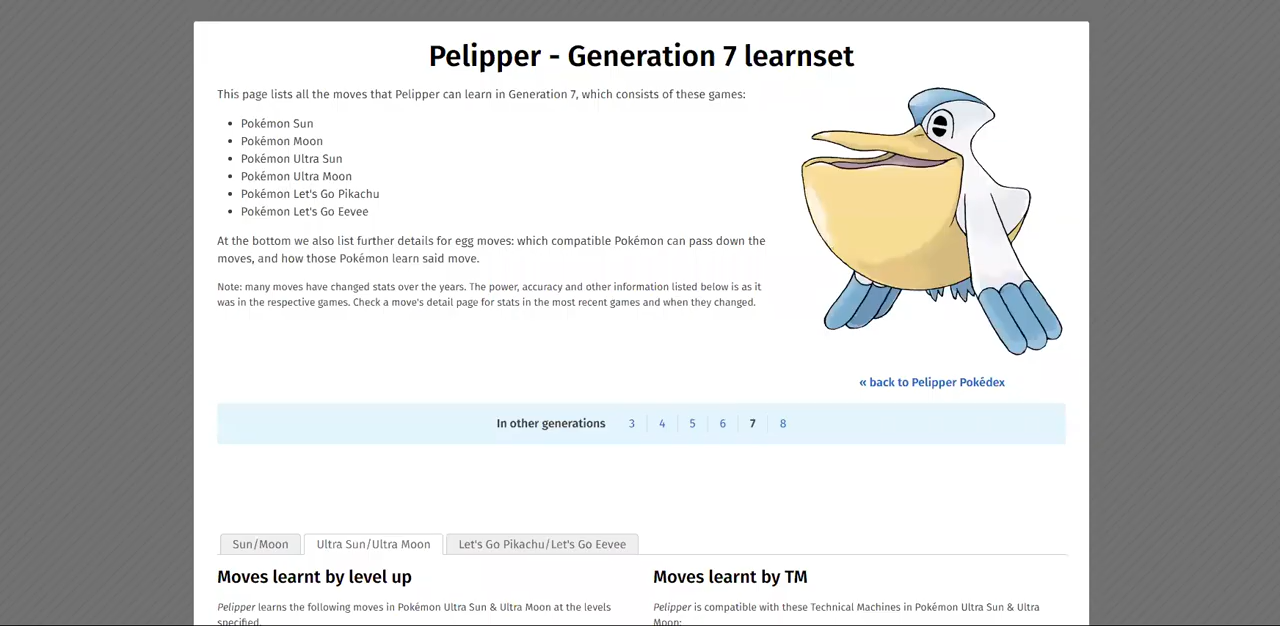 Pelipper - Generation 7 learnset
This page lists all the moves that Pelipper can learn in Generation 7, which consists of these games:
• Pokémon Sun
• Pokémon Moon
• Pokémon Ultra Sun
• Pokémon Ultra Moon
• Pokémon Let's Go Pikachu
• Pokémon Let's Go Eevee
At the bottom we also list further details for egg moves: which compatible Pokémon can pass down the
moves, and how those Pokémon learn said move.
Note: many moves have changed stats over the years. The power, accuracy and other information listed below is as it
was in the respective games. Check a move's detail page for stats in the most recent games and when they changed.
« back to Pelipper Pokédex
In other generations 3 4 5 6 7 8
Sun/Moon Ultra Sun/Ultra Moon Let's Go Pikachu/Let's Go Eevee
Moves learnt by level up
Pelipper learns the following moves in Pokémon Ultra Sun & Ultra Moon at the levels
specified.
Moves learnt by TM
Pelipper is compatible with these Technical Machines in Pokémon Ultra Sun & Ultra
Moon: